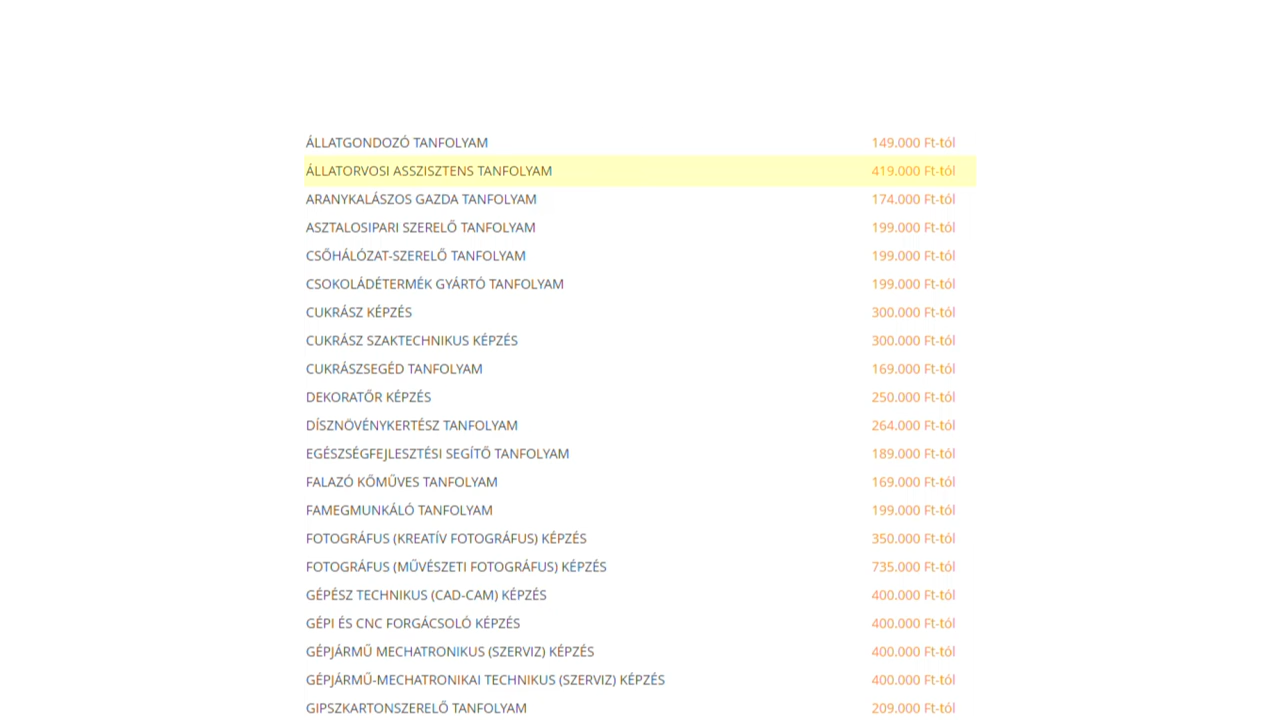 ÁLLATGONDOZÓ TANFOLYAM 149.000 Ft-tól
ÁLLATORVOSI ASSZISZTENS TANFOLYAM 419.000 Ft-tól
ARANYKALÁSZOS GAZDA TANFOLYAM 174.000 Ft-tól
ASZTALOSIPARI SZERELŐ TANFOLYAM 199.000 Ft-tól
CSŐHÁLÓZAT-SZERELŐ TANFOLYAM 199.000 Ft-tól
CSOKOLÁDÉTERMÉK GYÁRTÓ TANFOLYAM 199.000 Ft-tól
CUKRÁSZ KÉPZÉS 300.000 Ft-tól
CUKRÁSZ SZAKTECHNIKUS KÉPZÉS 300.000 Ft-tól
CUKRÁSZSEGÉD TANFOLYAM 169.000 Ft-tól
DEKORATŐR KÉPZÉS 250.000 Ft-tól
DÍSZNÖVÉNYKERTÉSZ TANFOLYAM 264.000 Ft-tól
EGÉSZSÉGFEJLESZTÉSI SEGÍTŐ TANFOLYAM 189.000 Ft-tól
FALAZÓ KŐMŰVES TANFOLYAM 169.000 Ft-tól
FAMEGMUNKÁLÓ TANFOLYAM 199.000 Ft-tól
FOTOGRÁFUS (KREATÍV FOTOGRÁFUS) KÉPZÉS 350.000 Ft-tól
FOTOGRÁFUS (MŰVÉSZETI FOTOGRÁFUS) KÉPZÉS 735.000 Ft-tól
GÉPÉSZ TECHNIKUS (CAD-CAM) KÉPZÉS 400.000 Ft-tól
GÉPI ÉS CNC FORGÁCSOLÓ KÉPZÉS 400.000 Ft-tól
GÉPJÁRMŰ MECHATRONIKUS (SZERVIZ) KÉPZÉS 400.000 Ft-tól
GÉPJÁRMŰ-MECHATRONIKAI TECHNIKUS (SZERVIZ) KÉPZÉS 400.000 Ft-tól
GIPSZKARTONSZERELŐ TANFOLYAM 209.000 Ft-tól